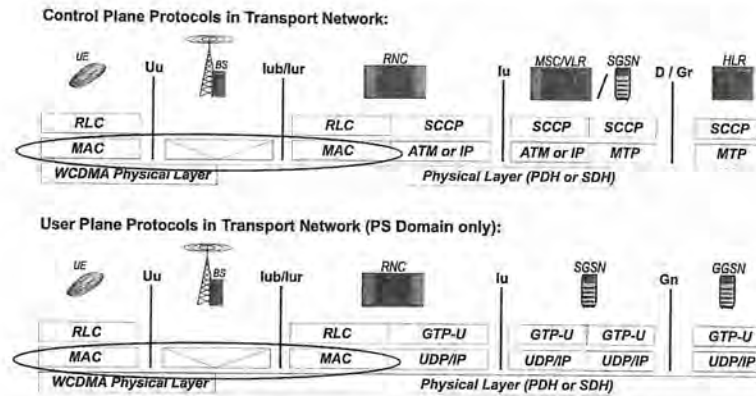 Control Plane Protocols in Transport Network:
UE Uu BS Iub/Iur RNC Iu MSC/VLR / SGSN D / Gr HLR
RLC RLC SCCP SCCP SCCP SCCP
MAC MAC ATM or IP ATM or IP MTP MTP
WCDMA Physical Layer Physical Layer (PDH or SDH)
User Plane Protocols in Transport Network (PS Domain only):
UE Uu BS Iub/Iur RNC Iu SGSN Gn GGSN
RLC RLC GTP-U GTP-U GTP-U GTP-U
MAC MAC UDP/IP UDP/IP UDP/IP UDP/IP
WCDMA Physical Layer Physical Layer (PDH or SDH)